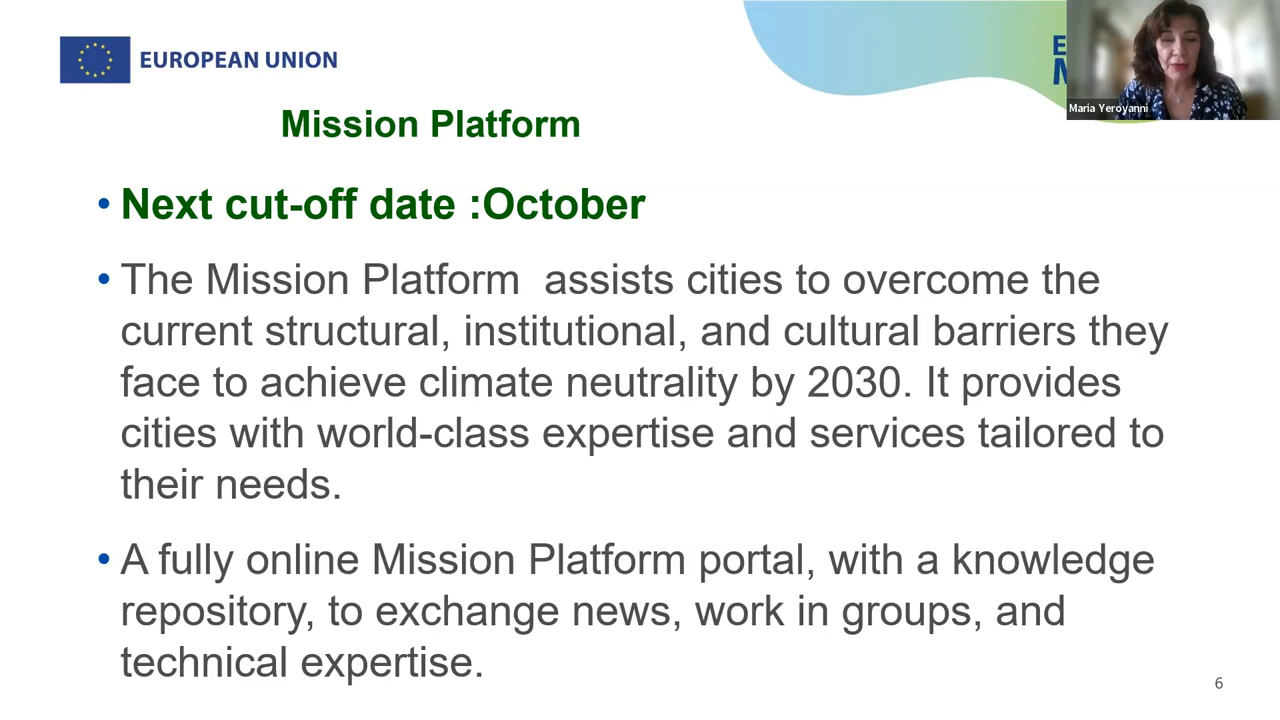 EUROPEAN UNION
Maria Yeroyanni
Mission Platform
• Next cut-off date :October
• The Mission Platform assists cities to overcome the
current structural, institutional, and cultural barriers they
face to achieve climate neutrality by 2030. It provides
cities with world-class expertise and services tailored to
their needs.
• A fully online Mission Platform portal, with a knowledge
repository, to exchange news, work in groups, and
technical expertise.
6